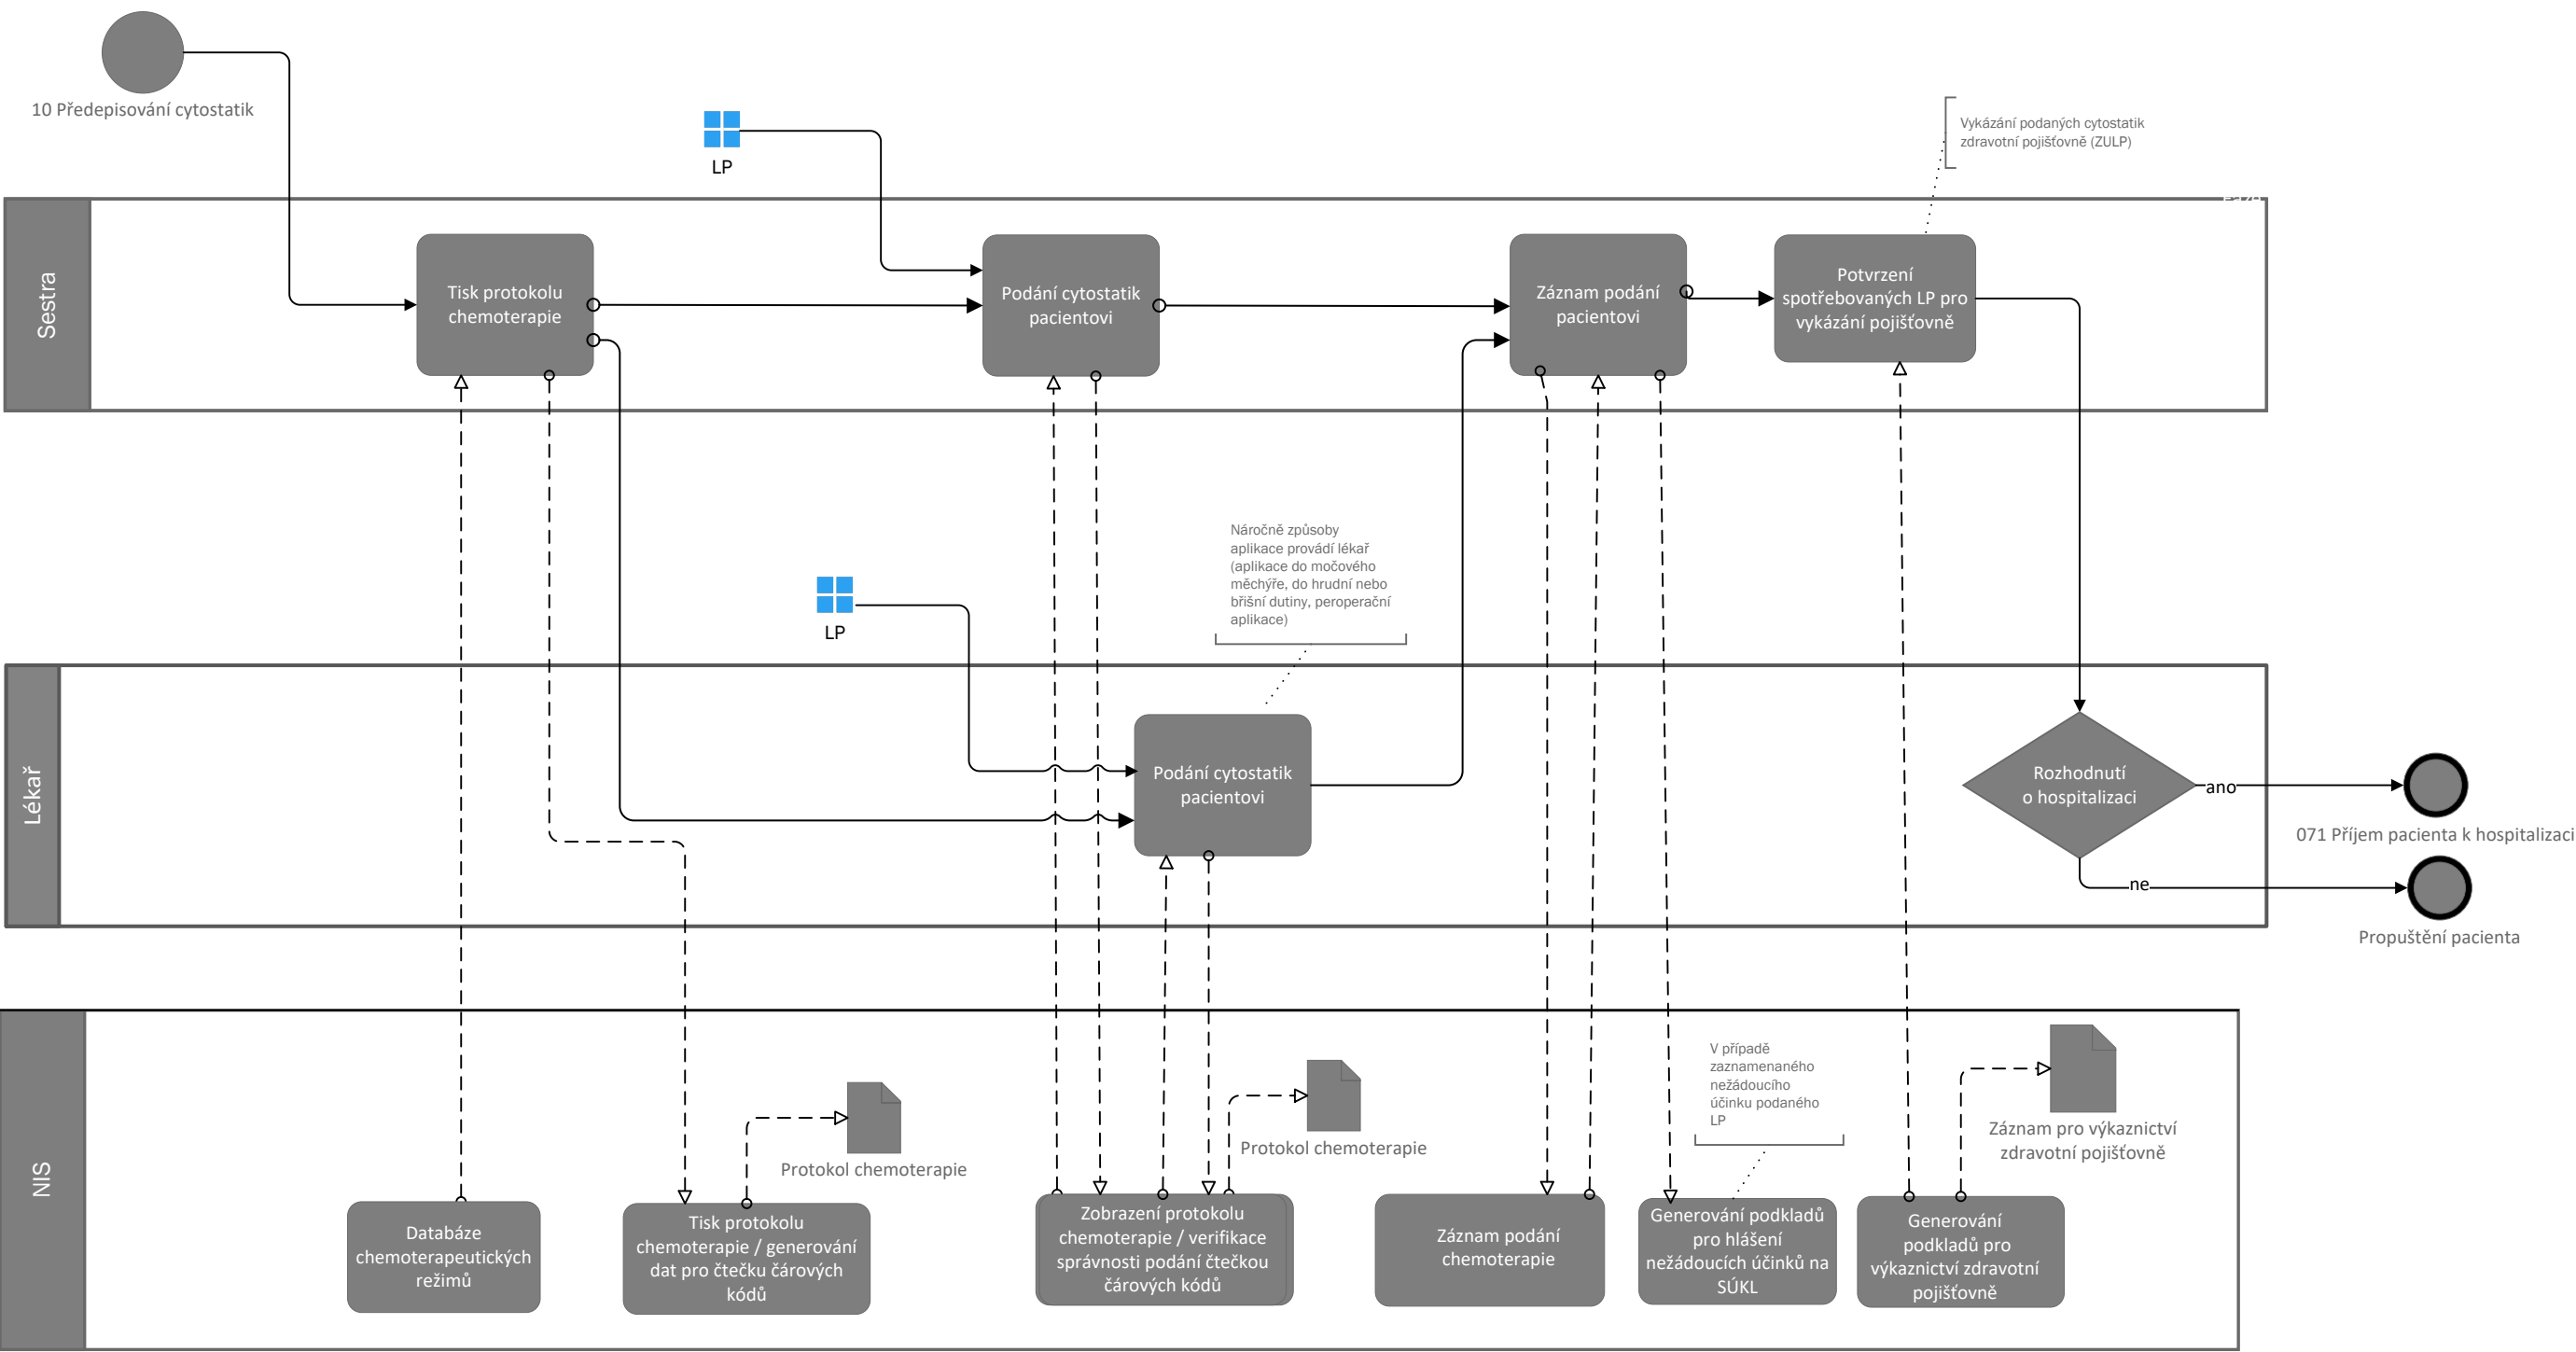 10 Předepisování cytostatik
LP
Vykázání podaných cytostatik
zdravotní pojišťovně (ZULP)
Sestra
Tisk protokolu
chemoterapie
Podání cytostatik
pacientovi
Záznam podání
pacientovi
Potvrzení
spotřebovaných LP pro
vykázání pojišťovně
Náročně způsoby
aplikace provádí lékař
(aplikace do močového
měchýře, do hrudní nebo
břišní dutiny, peroperační
aplikace)
LP
Lékař
Podání cytostatik
pacientovi
Rozhodnutí
o hospitalizaci
ano
071 Příjem pacienta k hospitalizaci
ne
Propuštění pacienta
NIS
Protokol chemoterapie
Protokol chemoterapie
V případě
zaznamenaného
nežádoucího
účinku podaného
LP
Záznam pro výkaznictví
zdravotní pojišťovně
Databáze
chemoterapeutických
režimů
Tisk protokolu
chemoterapie / generování
dat pro čtečku čárových
kódů
Zobrazení protokolu
chemoterapie / verifikace
správnosti podání čtečkou
čárových kódů
Záznam podání
chemoterapie
Generování podkladů
pro hlášení
nežádoucích účinků na
SÚKL
Generování
podkladů pro
výkaznictví zdravotní
pojišťovně